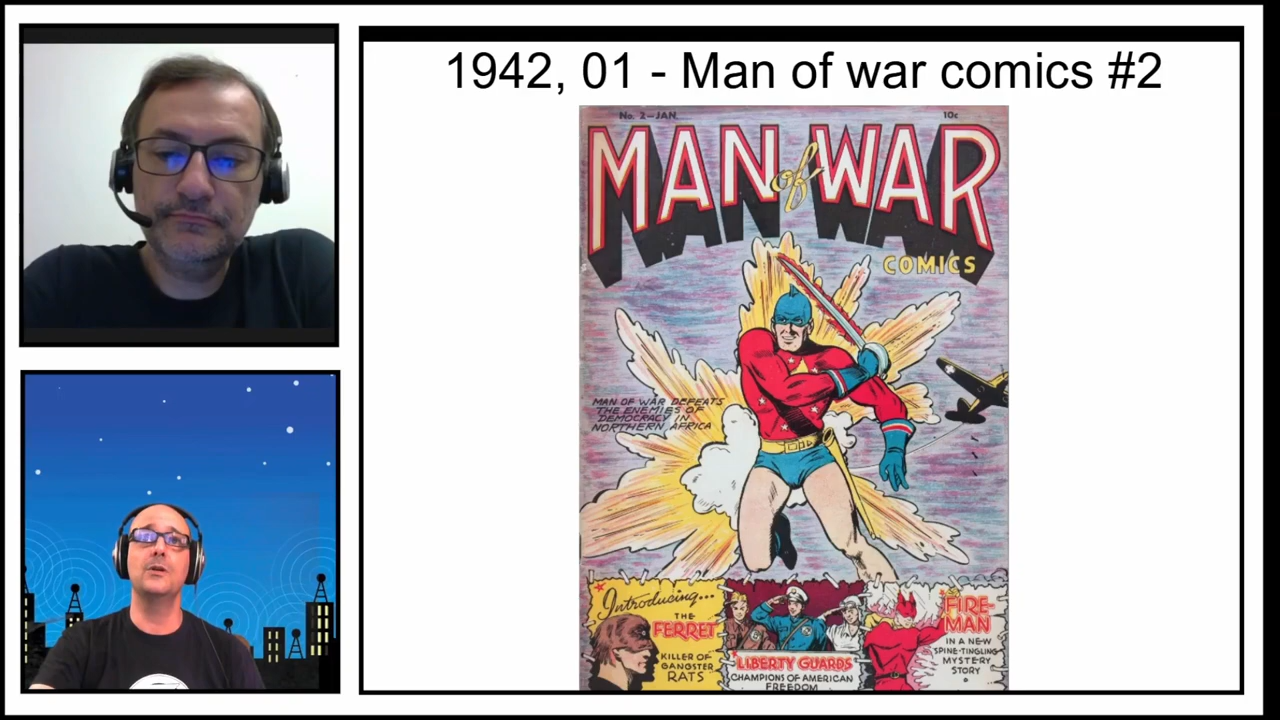 1942, 01 - Man of war comics #2
No. 2—JAN.
10¢
MAN of WAR
COMICS
MAN OF WAR DEFEATS
THE ENEMIES OF
DEMOCRACY IN
NORTHERN AFRICA
Introducing...
THE
FERRET
KILLER OF
GANGSTER
RATS
LIBERTY GUARDS
CHAMPIONS OF AMERICAN
FREEDOM
FIRE-
MAN
IN A NEW
SPINE-TINGLING
MYSTERY
STORY